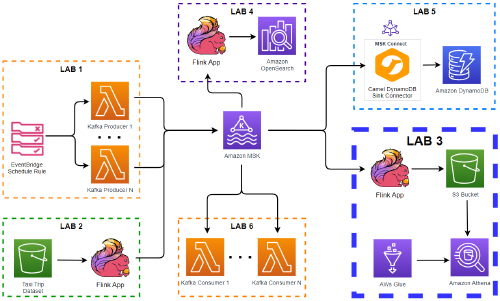 LAB 4
Flink App
Amazon
OpenSearch
LAB 5
MSK Connect
Camel DynamoDB
Sink Connector
Amazon DynamoDB
LAB 1
Kafka Producer 1
. . .
Kafka Producer N
EventBridge
Schedule Rule
Amazon MSK
LAB 3
Flink App
S3 Bucket
AWs Glue
Amazon Athena
LAB 2
Taxi Trip
Dataset
Flink App
LAB 6
Kafka Consumer 1
. . .
Kafka Consumer N